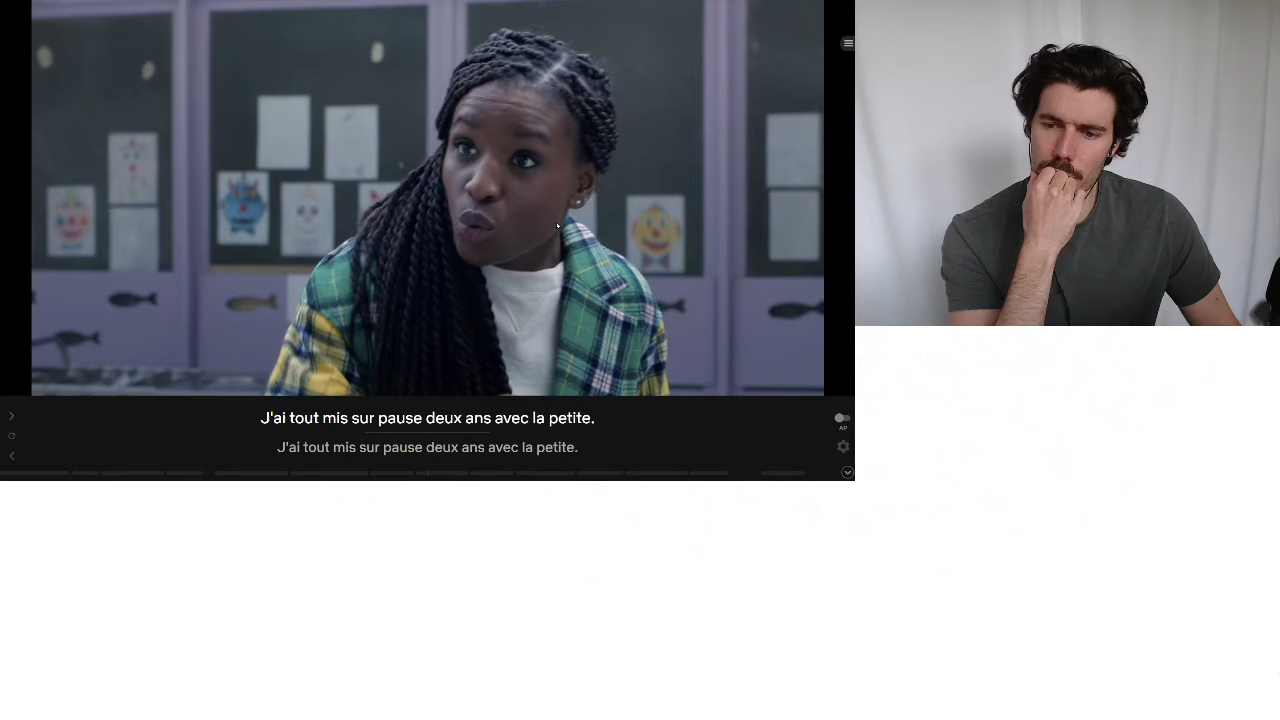 J'ai tout mis sur pause deux ans avec la petite.
AP
J'ai tout mis sur pause deux ans avec la petite.